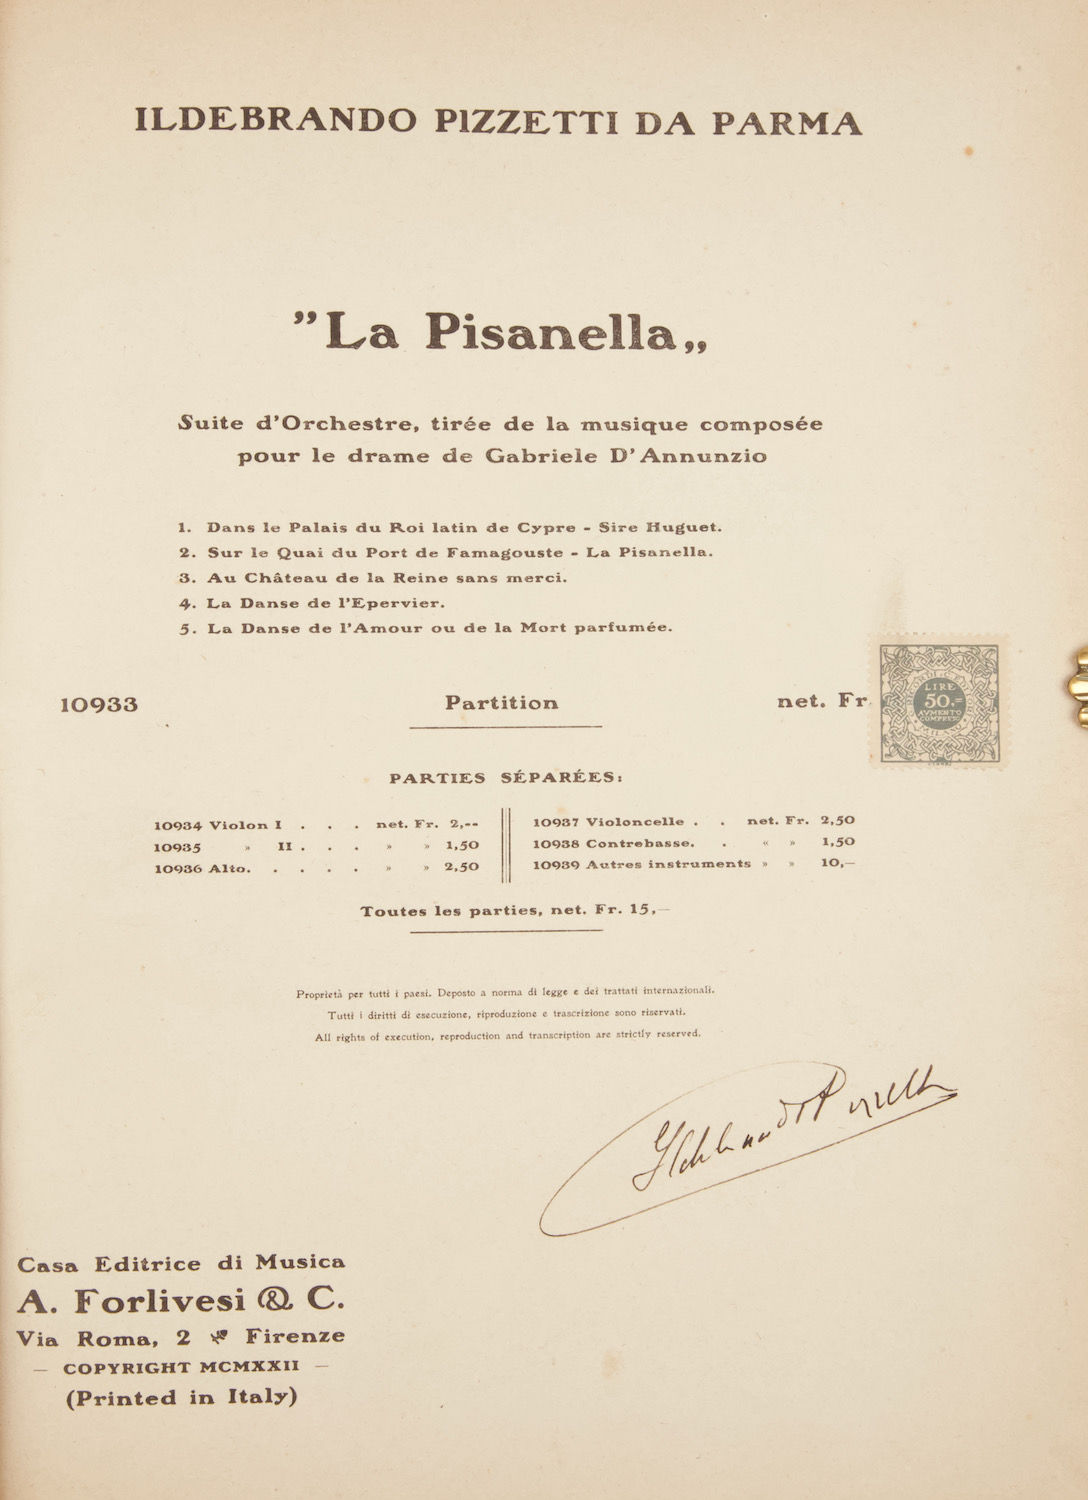 ILDEBRANDO PIZZETTI DA PARMA
”La Pisanella„
Suite d'Orchestre, tirée de la musique composée
pour le drame de Gabriele D'Annunzio
1. Dans le Palais du Roi latin de Cypre - Sire Huguet.
2. Sur le Quai du Port de Famagouste - La Pisanella.
3. Au Château de la Reine sans merci.
4. La Danse de l'Epervier.
5. La Danse de l'Amour ou de la Mort parfumée.
10933 Partition net. Fr
LIRE
50.=
AVMENTO
COMPRESO
PARTIES SÉPARÉES:
10934 Violon I . . . net. Fr. 2,--
10935 » II . . . » » 1,50
10936 Alto. . . . . » » 2,50
10937 Violoncelle . . net. Fr. 2,50
10938 Contrebasse. . « » 1,50
10939 Autres instruments » » 10,—
Toutes les parties, net. Fr. 15,—
Proprietà per tutti i paesi. Deposto a norma di legge e dei trattati internazionali.
Tutti i diritti di esecuzione, riproduzione e trascrizione sono riservati.
All rights of execution, reproduction and transcription are strictly reserved.
Ildebrando Pizzetti
Casa Editrice di Musica
A. Forlivesi & C.
Via Roma, 2 Firenze
— COPYRIGHT MCMXXII —
(Printed in Italy)